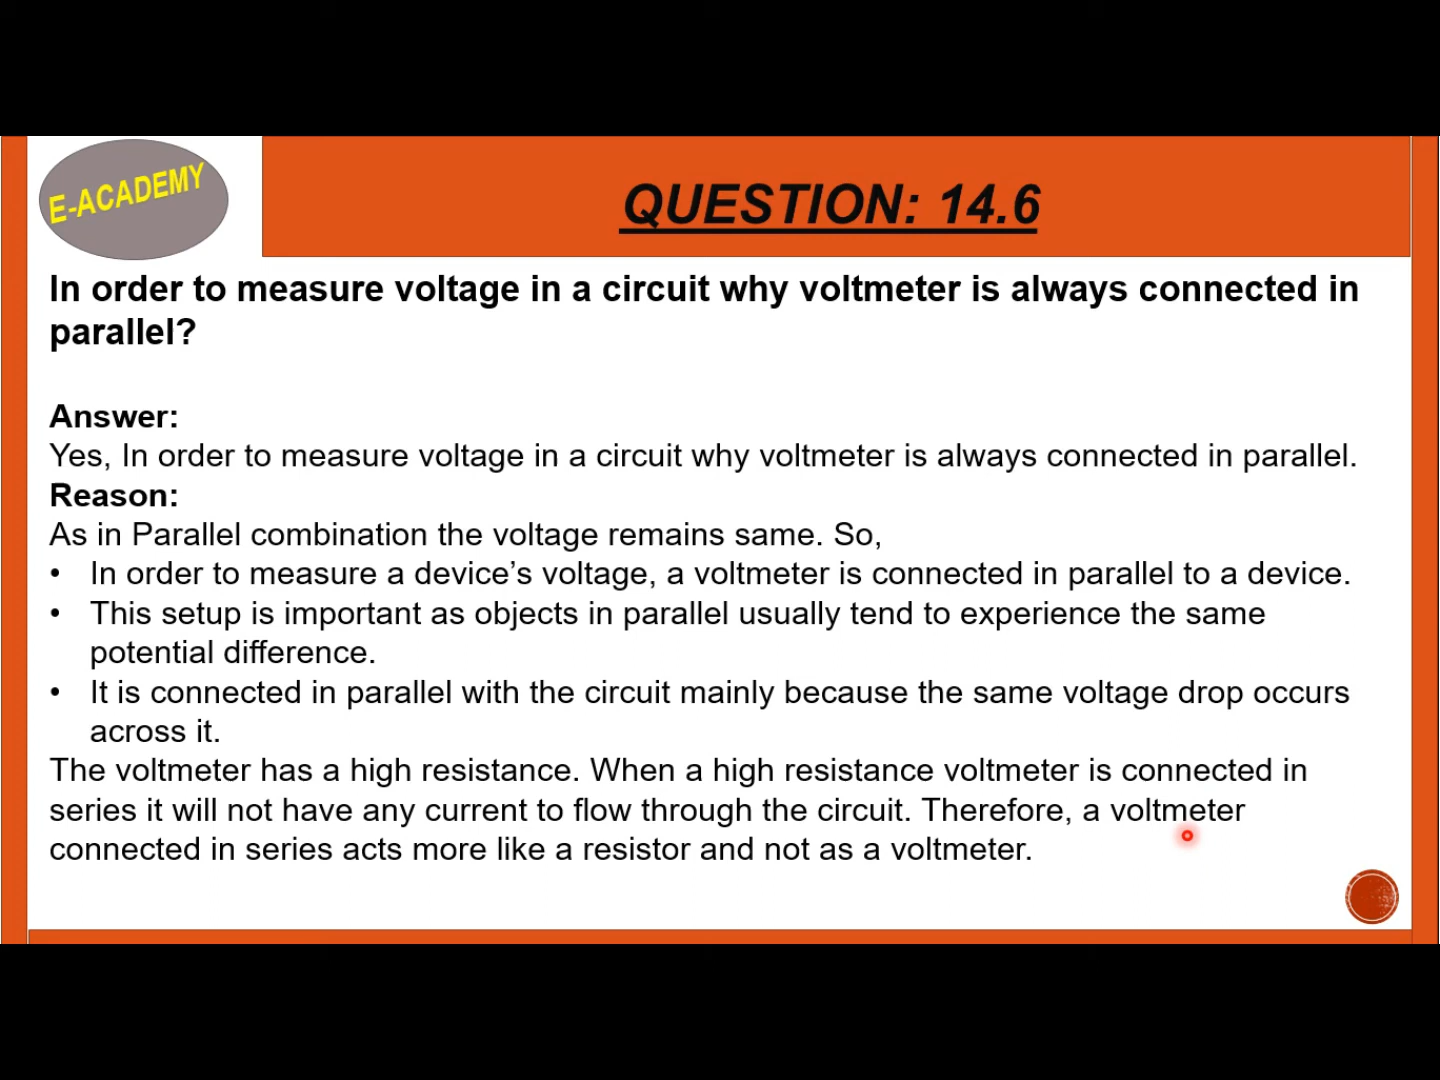 E-ACADEMY
QUESTION: 14.6
In order to measure voltage in a circuit why voltmeter is always connected in
parallel?
Answer:
Yes, In order to measure voltage in a circuit why voltmeter is always connected in parallel.
Reason:
As in Parallel combination the voltage remains same. So,
• In order to measure a device’s voltage, a voltmeter is connected in parallel to a device.
• This setup is important as objects in parallel usually tend to experience the same
potential difference.
• It is connected in parallel with the circuit mainly because the same voltage drop occurs
across it.
The voltmeter has a high resistance. When a high resistance voltmeter is connected in
series it will not have any current to flow through the circuit. Therefore, a voltmeter
connected in series acts more like a resistor and not as a voltmeter.